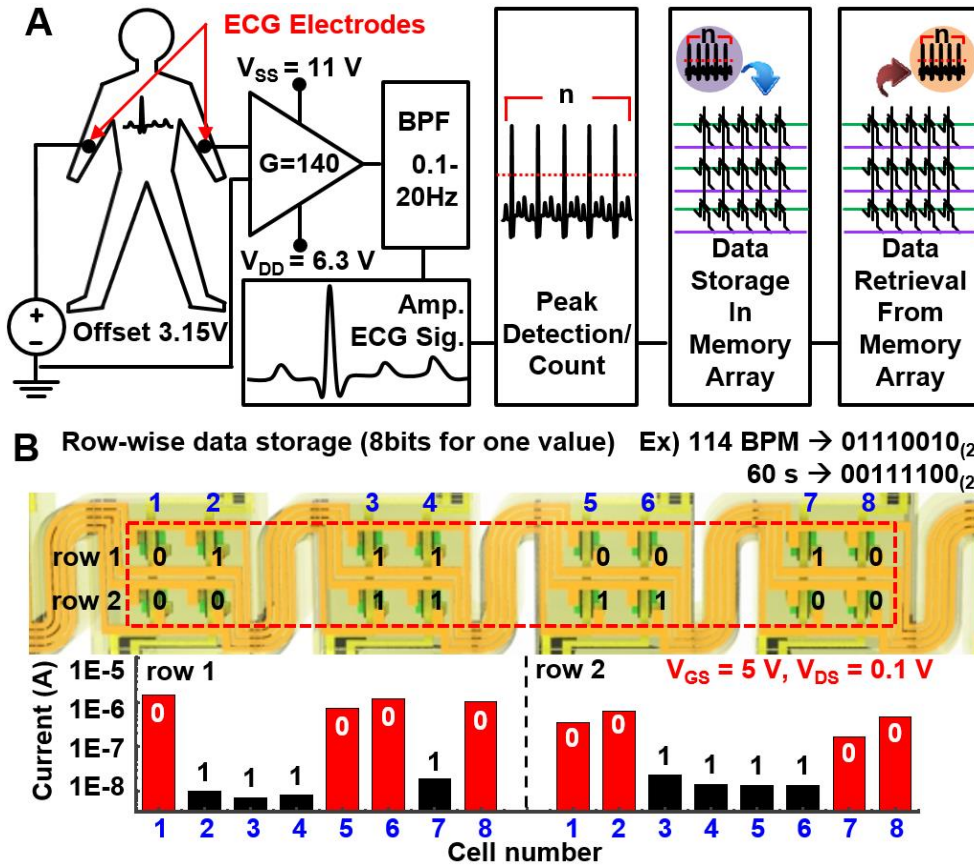 A
ECG Electrodes
V_SS = 11 V
G=140
V_DD = 6.3 V
BPF
0.1-
20Hz
+
−
Offset 3.15V
Amp.
ECG Sig.
n
Peak
Detection/
Count
n
Data
Storage
In
Memory
Array
n
Data
Retrieval
From
Memory
Array
B
Row-wise data storage (8bits for one value)
Ex) 114 BPM → 01110010(2
60 s → 00111100(2
1 2 3 4 5 6 7 8
row 1 0 1 1 1 0 0 1 0
row 2 0 0 1 1 1 1 0 0
Current (A)
1E-5
1E-6
1E-7
1E-8
row 1
row 2
V_GS = 5 V, V_DS = 0.1 V
0 1 1 1 0 0 1 0
0 0 1 1 1 1 0 0
1 2 3 4 5 6 7 8
1 2 3 4 5 6 7 8
Cell number